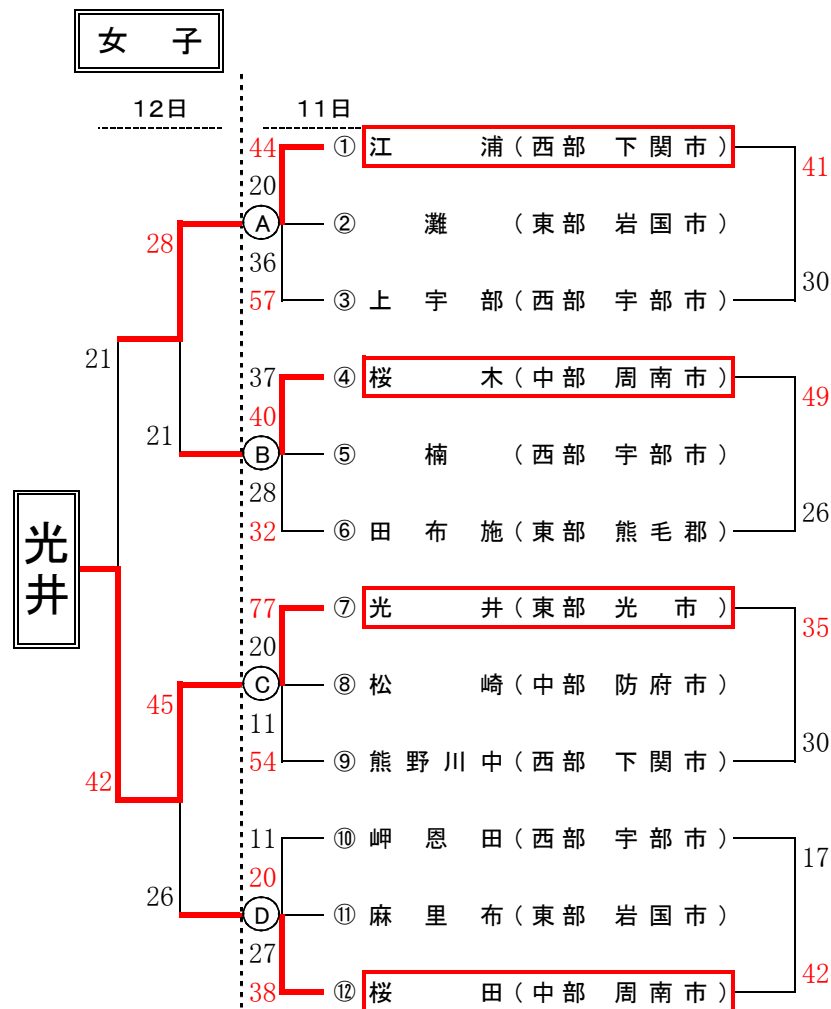 女 子
12日 11日
44 ① 江 浦 ( 西部 下関市 ) 41
20
28 A ② 灘 ( 東部 岩国市 )
36 30
57 ③ 上 宇 部 ( 西部 宇部市 )
21
37 ④ 桜 木 ( 中部 周南市 ) 49
40
21 B ⑤ 楠 ( 西部 宇部市 )
28 26
32 ⑥ 田 布 施 ( 東部 熊毛郡 )
光井
77 ⑦ 光 井 ( 東部 光 市 ) 35
20
45 C ⑧ 松 崎 ( 中部 防府市 )
11 30
54 ⑨ 熊野川中 ( 西部 下関市 )
42
11 ⑩ 岬 恩 田 ( 西部 宇部市 ) 17
20
26 D ⑪ 麻 里 布 ( 東部 岩国市 )
27 42
38 ⑫ 桜 田 ( 中部 周南市 )